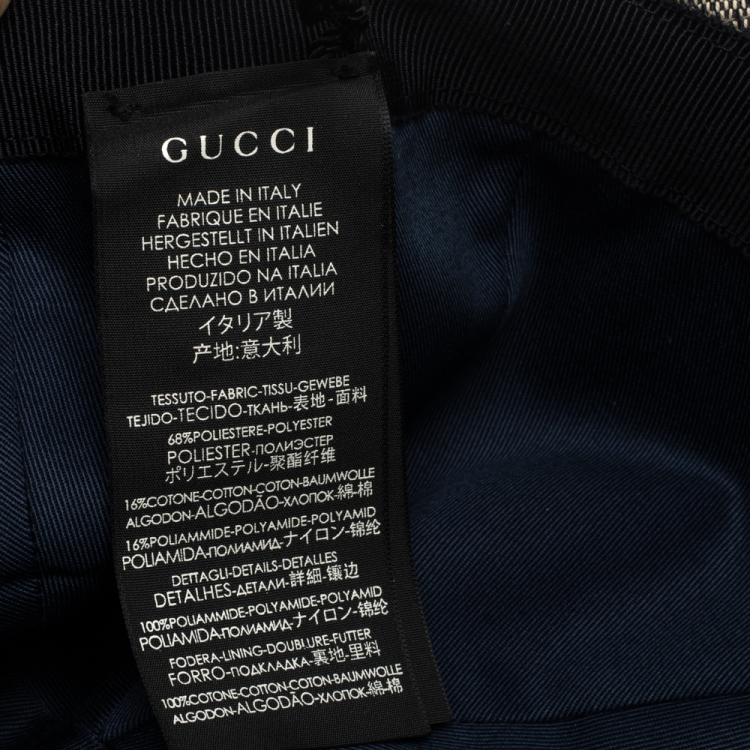 GUCCI
MADE IN ITALY
FABRIQUE EN ITALIE
HERGESTELLT IN ITALIEN
HECHO EN ITALIA
PRODUZIDO NA ITALIA
СДЕЛАНО В ИТАЛИИ
イタリア製
产地:意大利
TESSUTO-FABRIC-TISSU-GEWEBE
TEJIDO-TECIDO-ТКАНЬ-表地-面料
68%POLIESTERE-POLYESTER
POLIESTER-ПОЛИЭСТЕР
ポリエステル-聚酯纤维
16%COTONE-COTTON-COTON-BAUMWOLLE
ALGODON-ALGODÃO-ХЛОПОК-綿-棉
16%POLIAMMIDE-POLYAMIDE-POLYAMID
POLIAMIDA-ПОЛИАМИД-ナイロン-锦纶
DETTAGLI-DETAILS-DETALLES
DETALHES-ДЕТАЛИ-詳細-镶边
100%POLIAMMIDE-POLYAMIDE-POLYAMID
POLIAMIDA-ПОЛИАМИД-ナイロン-锦纶
FODERA-LINING-DOUBLURE-FUTTER
FORRO-ПОДКЛАДКА-裏地-里料
100%COTONE-COTTON-COTON-BAUMWOLLE
ALGODON-ALGODÃO-ХЛОПОК-綿-棉